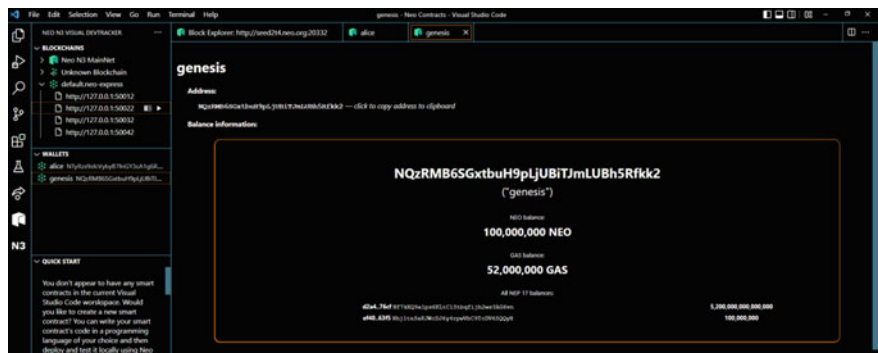 File Edit Selection View Go Run Terminal Help
genesis - Neo Contracts - Visual Studio Code
NEO N3 VISUAL DEVTRACKER
Block Explorer: http://seed2t4.neo.org:20332
alice
genesis
BLOCKCHAINS
Neo N3 MainNet
Unknown Blockchain
default.neo-express
http://127.0.0.1:50012
http://127.0.0.1:50022
http://127.0.0.1:50032
http://127.0.0.1:50042
WALLETS
alice
genesis
N3
QUICK START
You don't appear to have any smart
contracts in the current Visual
Studio Code workspace. Would
you like to create a new smart
contract? You can write your smart
contract's code in a programming
language of your choice and then
deploy and test it locally using Neo
genesis
Address:
NQzRMB6SGxtbuH9pLjUBiTJmLUBh5Rfkk2 — click to copy address to clipboard
Balance information:
NQzRMB6SGxtbuH9pLjUBiTJmLUBh5Rfkk2
("genesis")
NEO balance:
100,000,000 NEO
GAS balance:
52,000,000 GAS
All NEP 17 balances:
d2a4..76cf
5,200,000,000,000,000
ef40..63f5
100,000,000